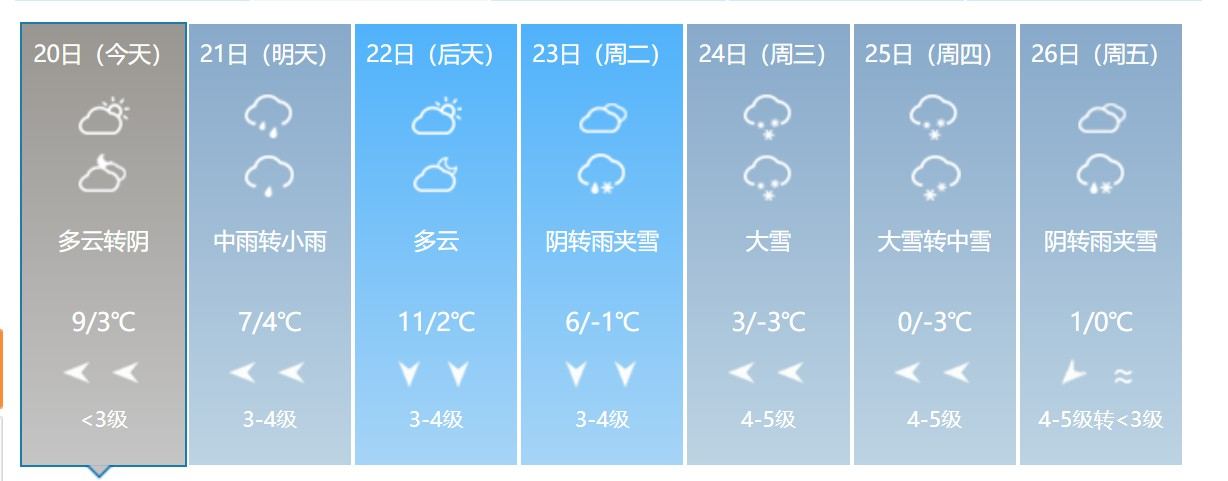 20日（今天）
多云转阴
9/3℃
<3级
21日（明天）
中雨转小雨
7/4℃
3-4级
22日（后天）
多云
11/2℃
3-4级
23日（周二）
阴转雨夹雪
6/-1℃
3-4级
24日（周三）
大雪
3/-3℃
4-5级
25日（周四）
大雪转中雪
0/-3℃
4-5级
26日（周五）
阴转雨夹雪
1/0℃
4-5级转<3级